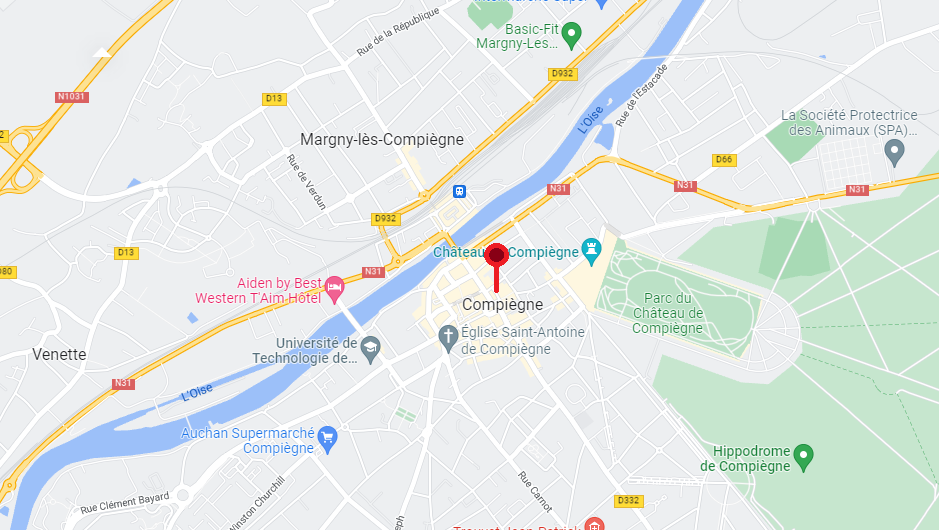 Rue de la République
Basic-Fit
Margny-Les...
D932
N1031
D13
Rue de l'Estacade
L'Oise
La Société Protectrice
des Animaux (SPA)...
Margny-lès-Compiègne
Rue de Verdun
D66
N31
N31
N31
D932
D13
Compiègne
N31
Aiden by Best
Western T'Aim Hôtel
Parc du
Château de
Compiègne
Compiègne
Église Saint-Antoine
de Compiègne
Université de
Technologie de...
Venette
N31
L'Oise
Auchan Supermarché
Compiègne
Hippodrome
de Compiègne
Rue Clément Bayard
Winston Churchill
Rue Carnot
D332